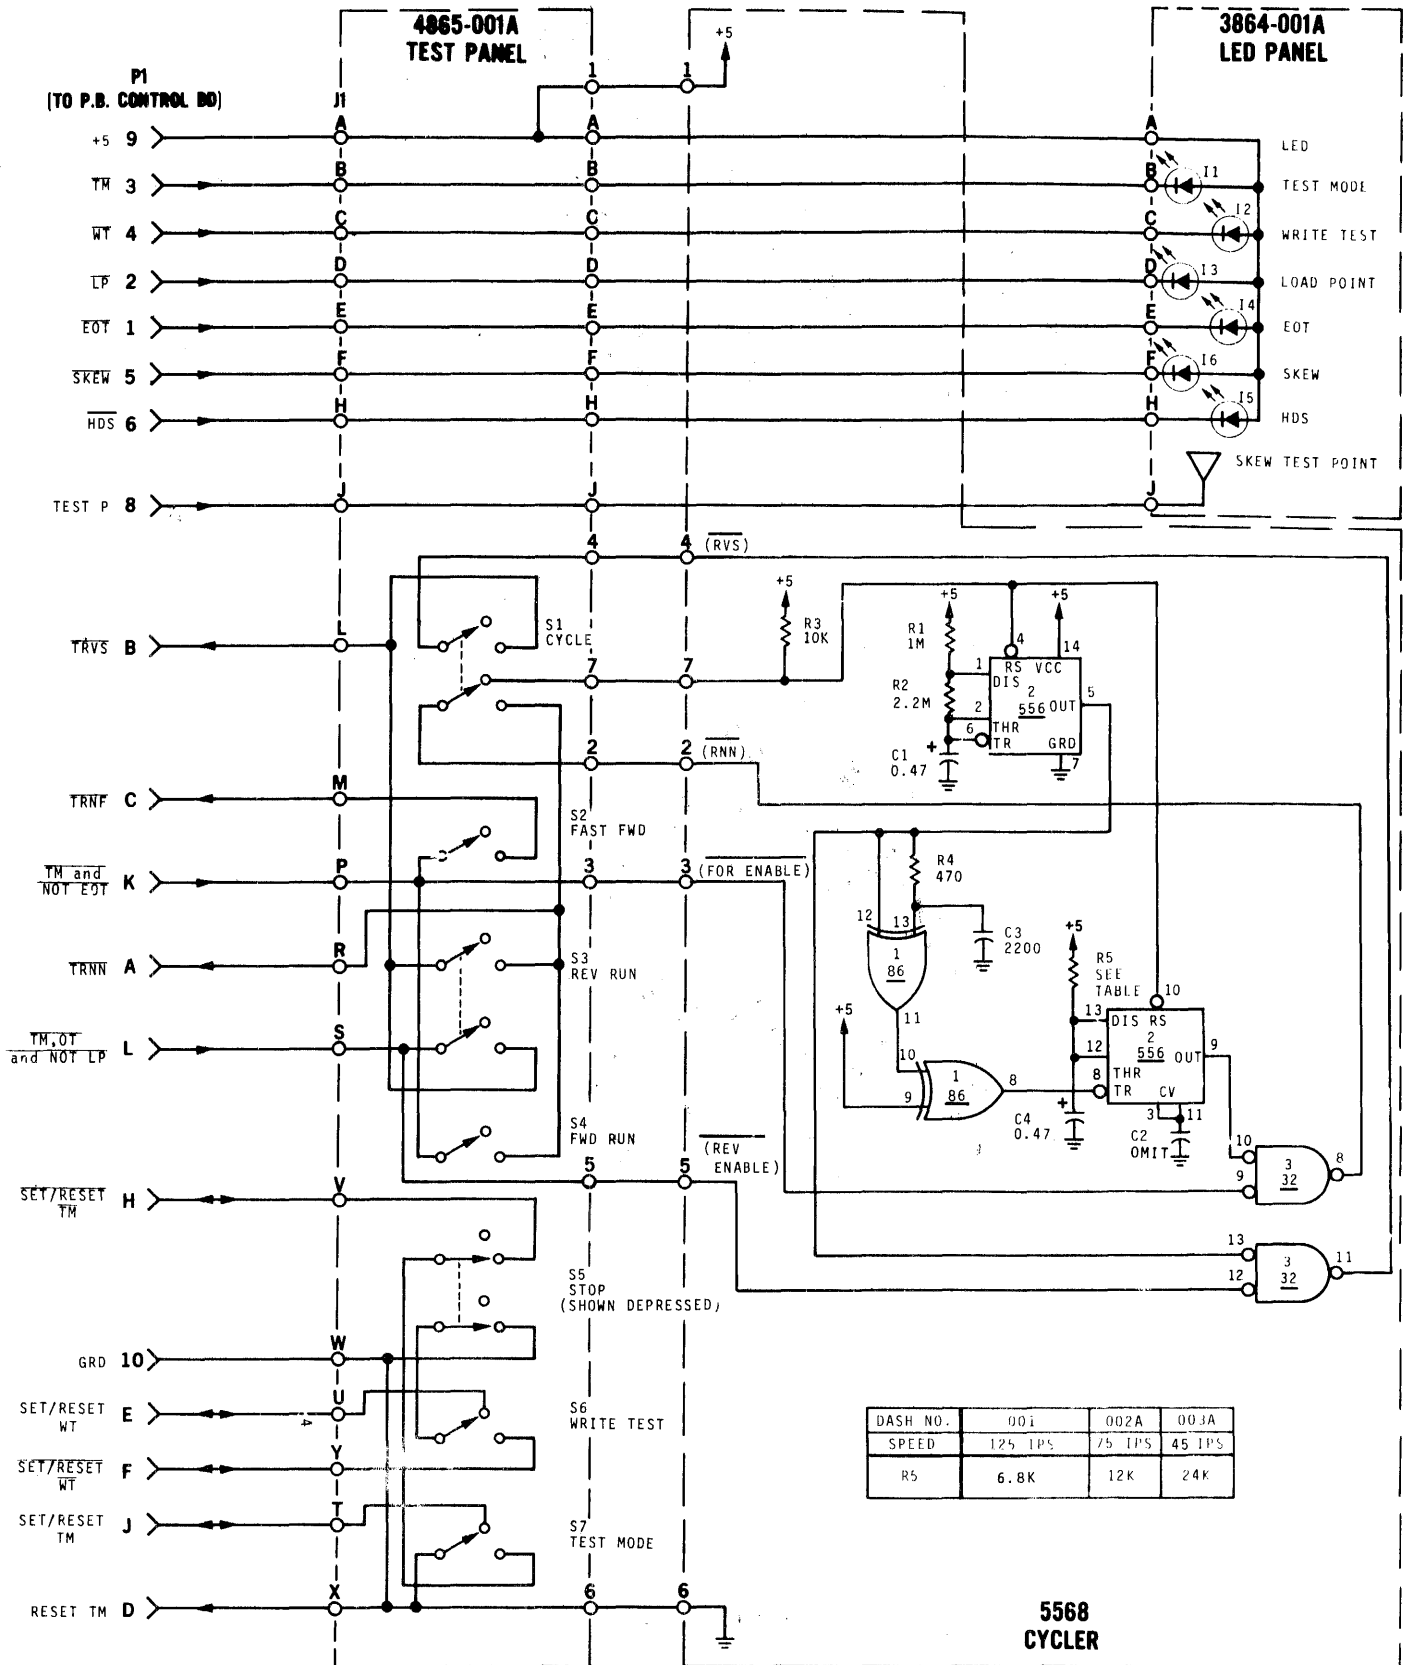 4865-001A
TEST PANEL
3864-001A
LED PANEL
P1
(TO P.B. CONTROL BD)
J1
+5
1 1
+5 9 A A A LED
TM 3 B B B I1 TEST MODE
WT 4 C C C I2 WRITE TEST
LP 2 D D D I3 LOAD POINT
EOT 1 E E E I4 EOT
SKEW 5 F F F I6 SKEW
HDS 6 H H H I5 HDS
SKEW TEST POINT
TEST P 8 J J J
4 4 (RVS)
TRVS B L
S1
CYCLE
7 7
+5
R3
10K
+5
R1
1M
R2
2.2M
C1
0.47
+
+5
4
14
RS VCC
1
DIS
2
556
OUT
5
2
THR
6
TR
GRD
7
2 2 (RNN)
TRNF C M
S2
FAST FWD
TM and
NOT EOT
K P
3 3 (FOR ENABLE)
R4
470
12 13
1
86
11
C3
2200
TRNN A R
S3
REV RUN
+5
R5
SEE
TABLE
10
13
DIS RS
2
556
OUT
9
12
THR
8
TR
CV
3 11
C2
OMIT
+
C4
0.47
+5
10
9
1
86
8
TM,OT
and NOT LP
L S
S4
FWD RUN
(REV
ENABLE)
5 5
10
9
3
32
8
13
12
3
32
11
SET/RESET
TM
H V
S5
STOP
(SHOWN DEPRESSED)
GRD 10 W
SET/RESET
WT
E U
S6
WRITE TEST
SET/RESET
WT
F Y
SET/RESET
TM
J T
S7
TEST MODE
RESET TM D X 6 6
DASH NO. 001 002A 003A
SPEED 125 IPS 75 IPS 45 IPS
R5 6.8K 12K 24K
5568
CYCLER